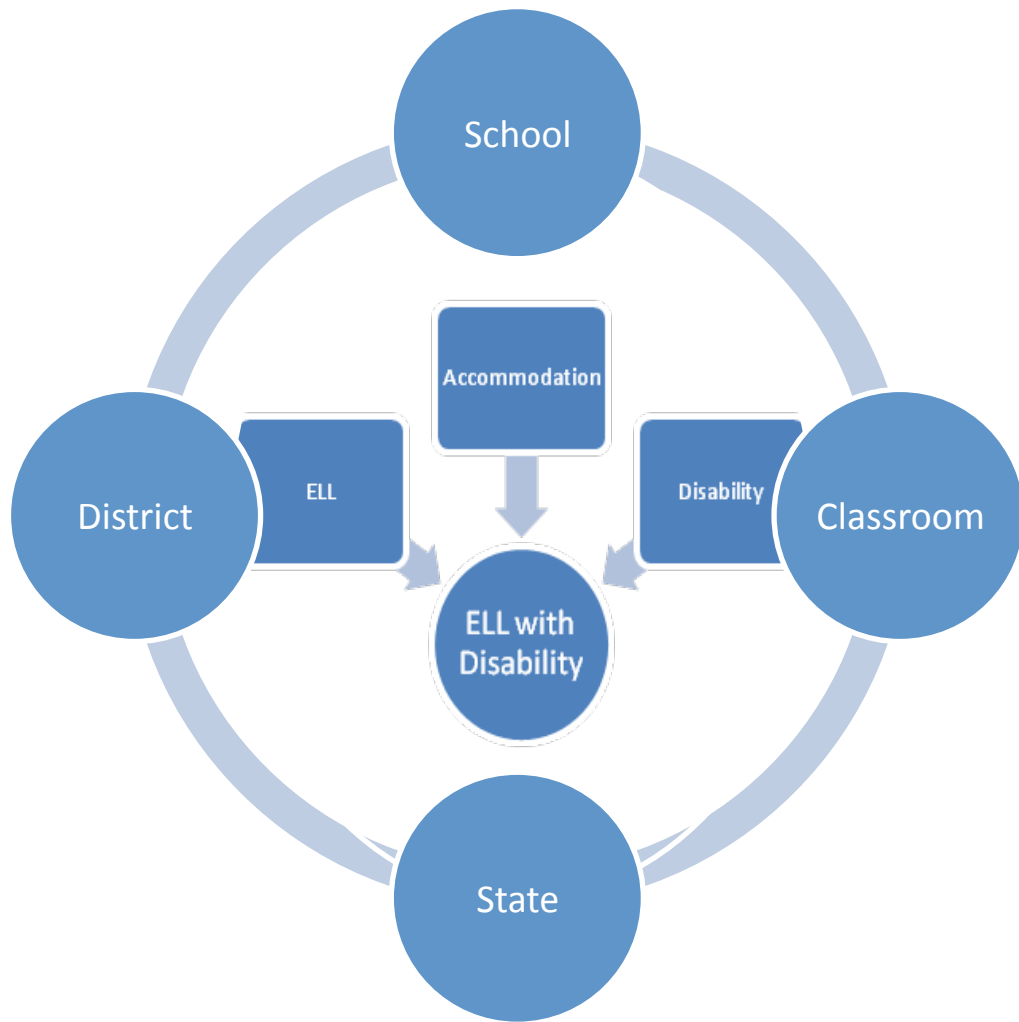 School
Accommodation
ELL
Disability
District
Classroom
ELL with
Disability
State